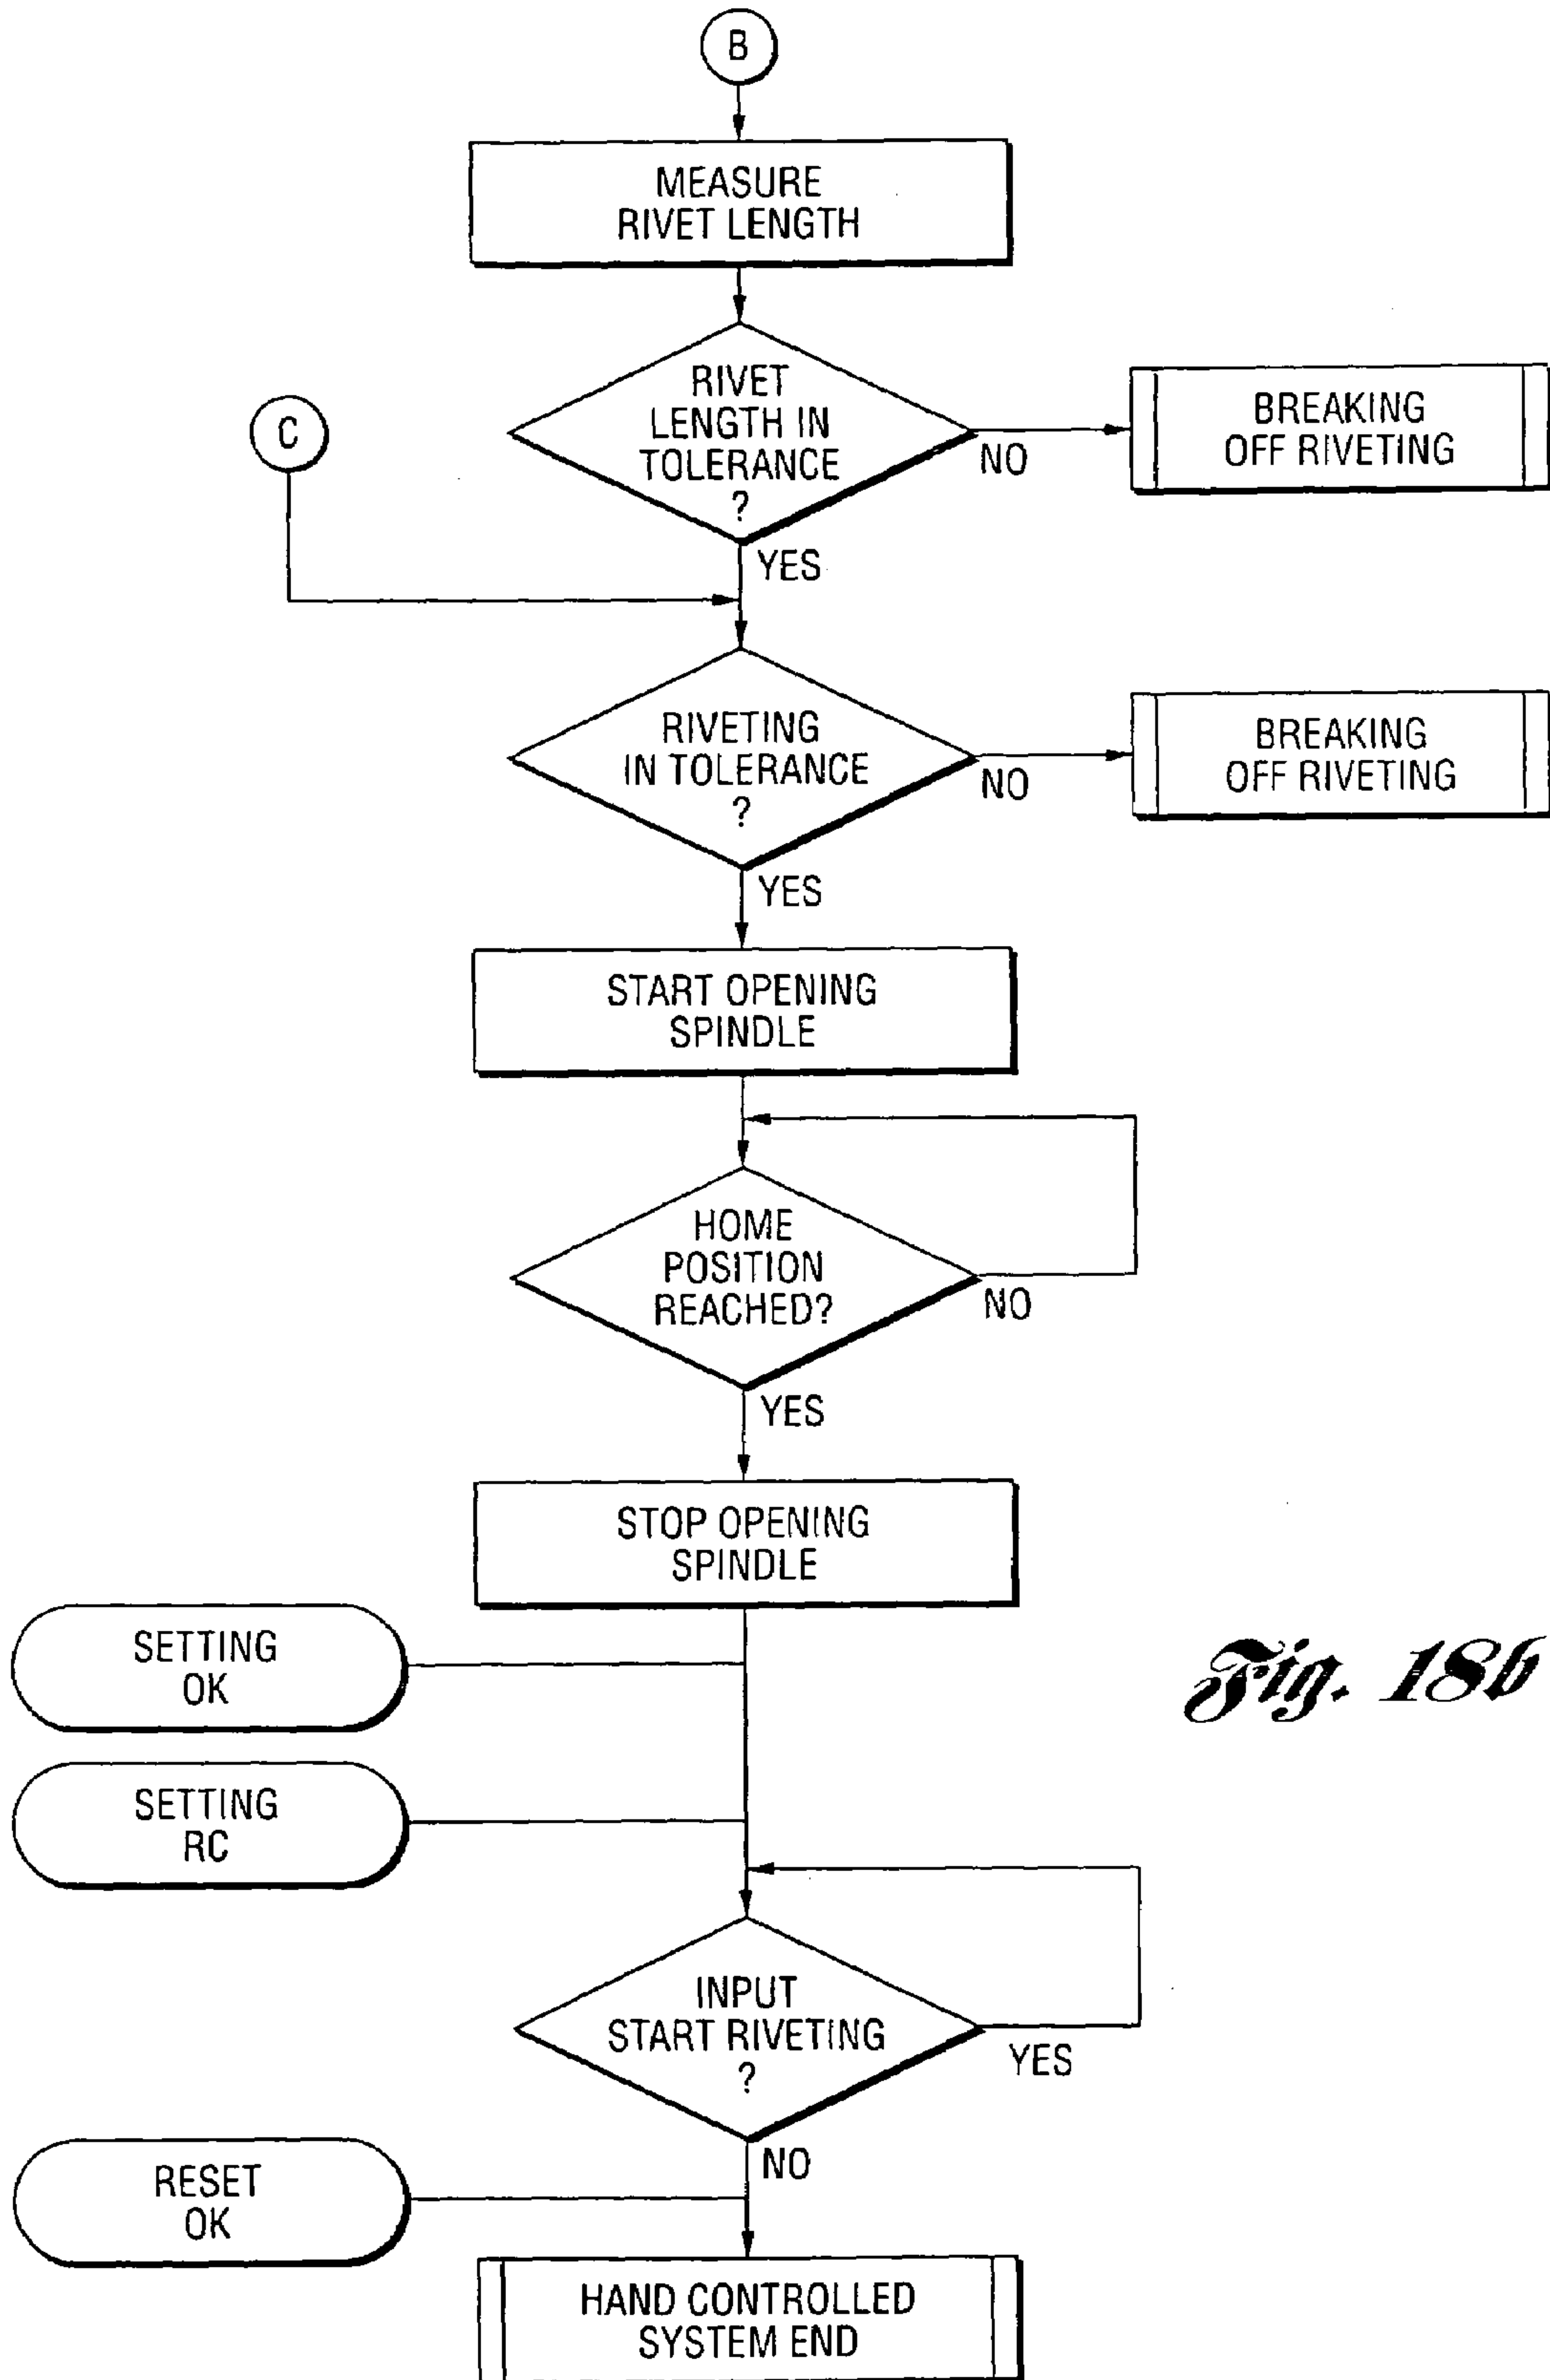 B
MEASURE
RIVET LENGTH
RIVET
LENGTH IN
TOLERANCE
?
NO
BREAKING
OFF RIVETING
C
YES
RIVETING
IN TOLERANCE
?
NO
BREAKING
OFF RIVETING
YES
START OPENING
SPINDLE
HOME
POSITION
REACHED?
NO
YES
STOP OPENING
SPINDLE
SETTING
OK
Fig. 18b
SETTING
RC
INPUT
START RIVETING
?
YES
NO
RESET
OK
HAND CONTROLLED
SYSTEM END